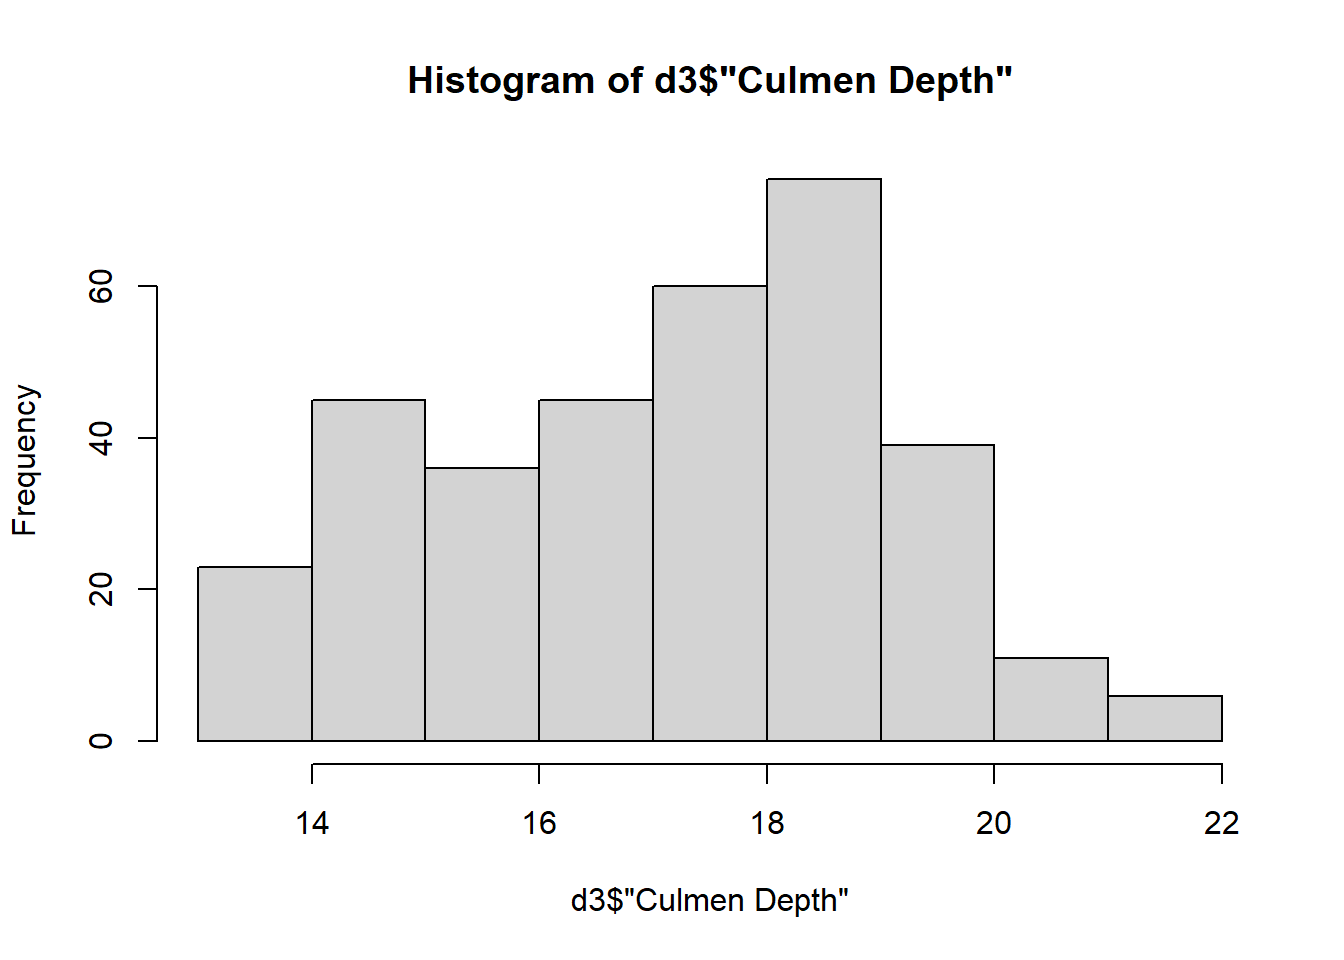 Histogram of d3$"Culmen Depth"
Frequency
60
40
20
0
14 16 18 20 22
d3$"Culmen Depth"